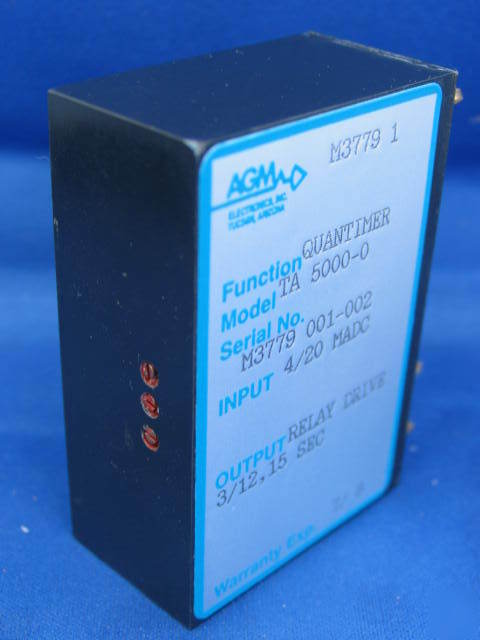 M3779 1
AGM
ELECTRONICS, INC.
TUCSON, ARIZONA
Function QUANTIMER
Model TA 5000-0
Serial No.
M3779 001-002
INPUT 4/20 MADC
OUTPUT RELAY DRIVE
3/12,15 SEC
Warranty Exp.